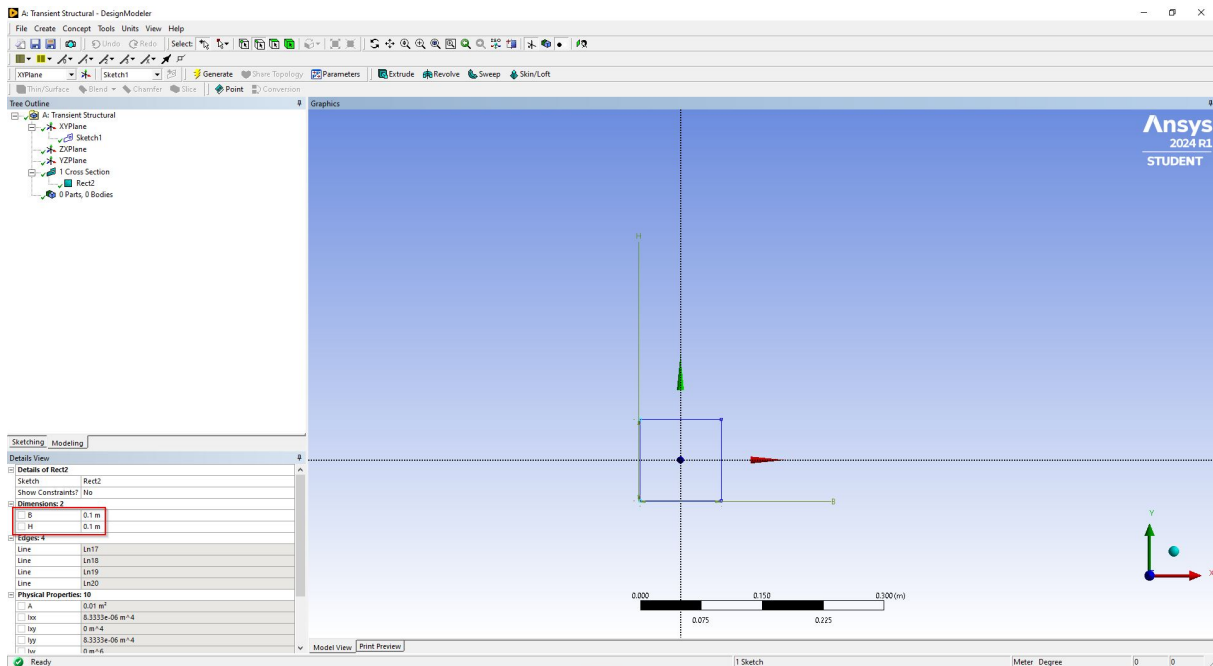 A: Transient Structural - DesignModeler
File Create Concept Tools Units View Help
Undo Redo Select:
XYPlane Sketch1 Generate Share Topology Parameters Extrude Revolve Sweep Skin/Loft
Thin/Surface Blend Chamfer Slice Point Conversion
Tree Outline
A: Transient Structural
XYPlane
Sketch1
ZXPlane
YZPlane
1 Cross Section
Rect2
0 Parts, 0 Bodies
Sketching Modeling
Details View
Details of Rect2
Sketch Rect2
Show Constraints? No
Dimensions: 2
B 0.1 m
H 0.1 m
Edges: 4
Line Ln17
Line Ln18
Line Ln19
Line Ln20
Physical Properties: 10
A 0.01 m²
Ixx 8.3333e-06 m^4
Ixy 0 m^4
Iyy 8.3333e-06 m^4
Iw 0 m^6
Graphics
Ansys
2024 R1
STUDENT
H
B
Y
X
0.000 0.150 0.300 (m)
0.075 0.225
Model View Print Preview
Ready 1 Sketch Meter Degree 0 0